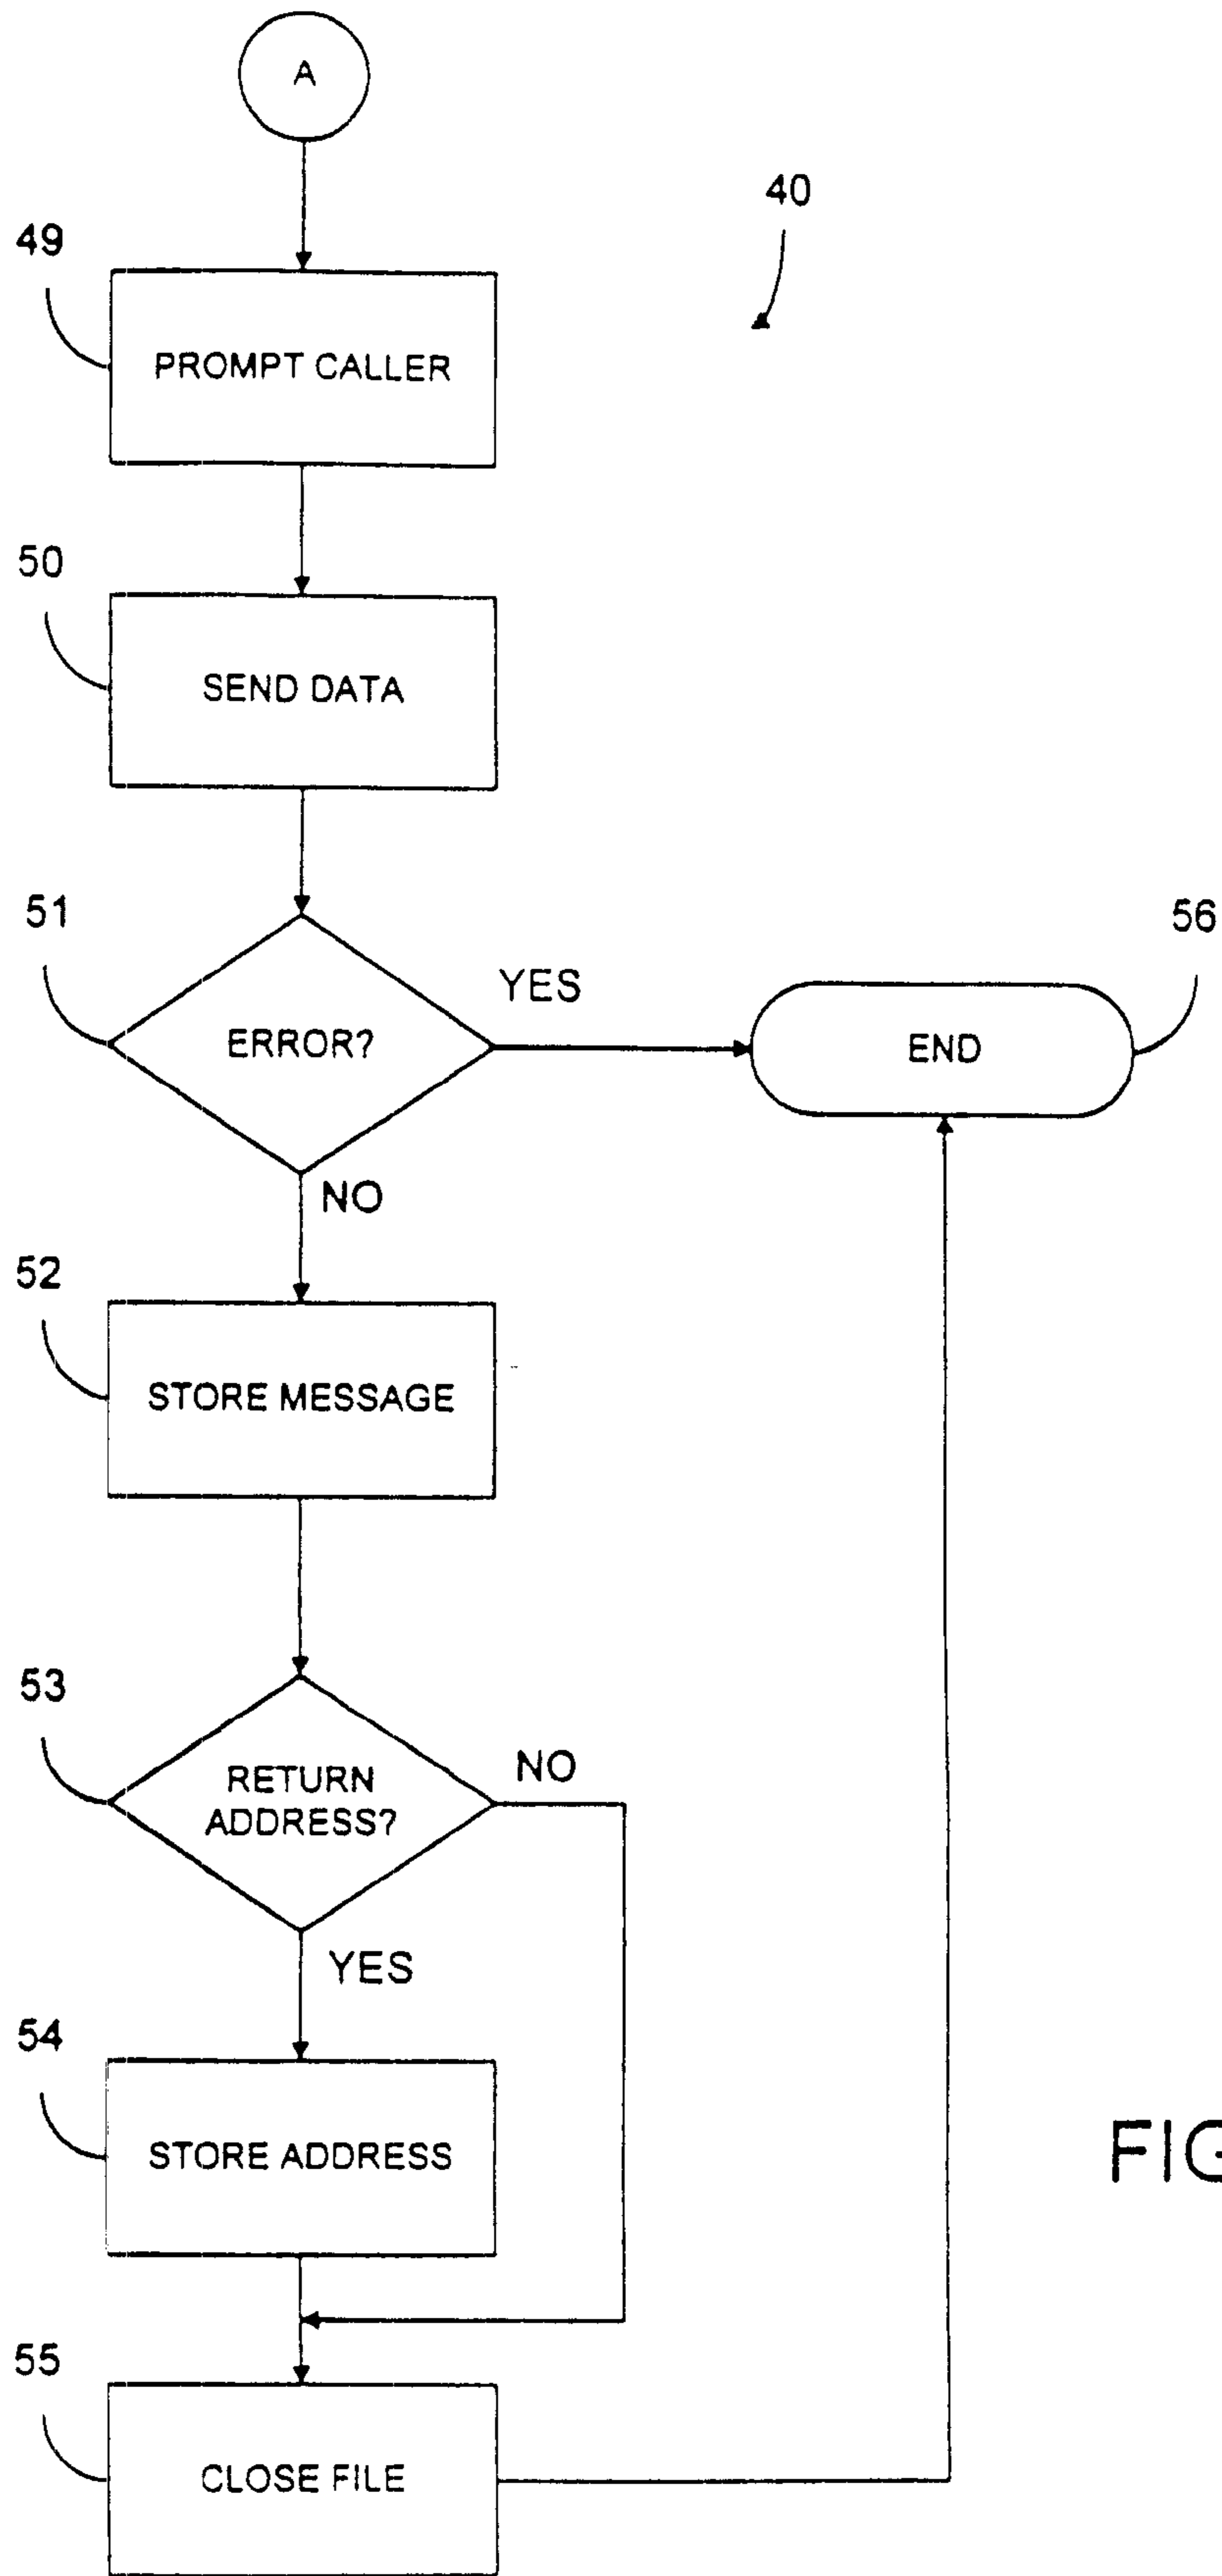 A
40
49
PROMPT CALLER
50
SEND DATA
51
ERROR?
YES
56
END
NO
52
STORE MESSAGE
53
RETURN
ADDRESS?
NO
YES
54
STORE ADDRESS
FIG
55
CLOSE FILE